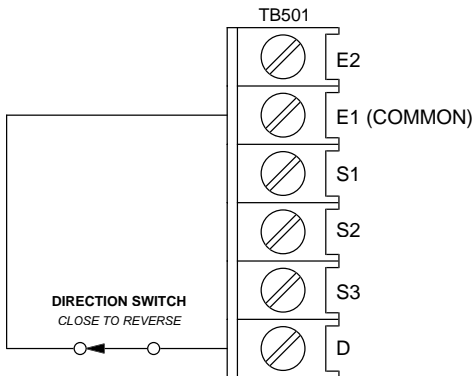 TB501
E2
E1 (COMMON)
S1
S2
S3
DIRECTION SWITCH
CLOSE TO REVERSE
D